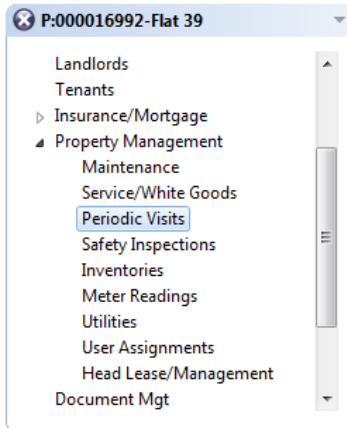 P:000016992-Flat 39
Landlords
Tenants
Insurance/Mortgage
Property Management
Maintenance
Service/White Goods
Periodic Visits
Safety Inspections
Inventories
Meter Readings
Utilities
User Assignments
Head Lease/Management
Document Mgt